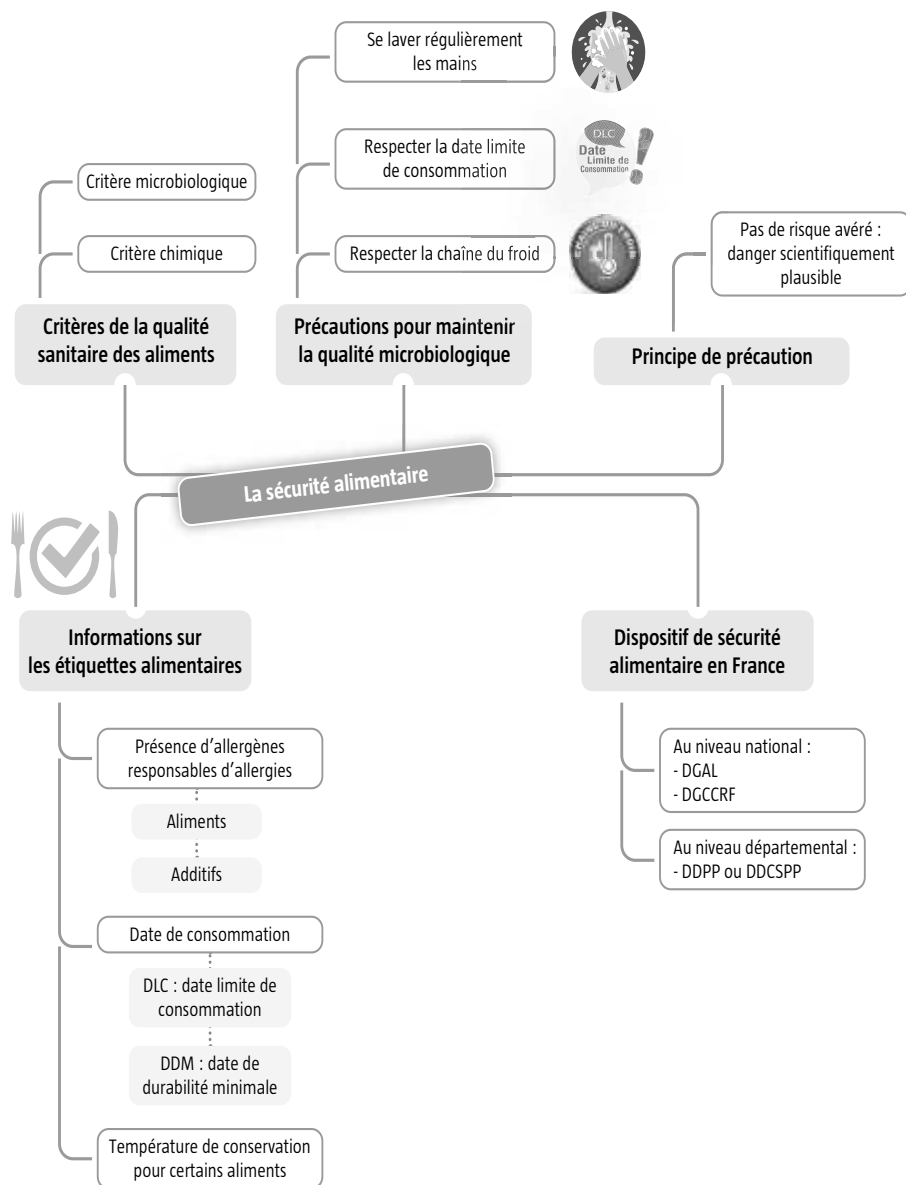 Se laver régulièrement
les mains
Respecter la date limite
de consommation
DLC
Date
Limite de
Consommation
Critère microbiologique
Critère chimique
Respecter la chaîne du froid
Pas de risque avéré :
danger scientifiquement
plausible
Critères de la qualité
sanitaire des aliments
Précautions pour maintenir
la qualité microbiologique
Principe de précaution
La sécurité alimentaire
Informations sur
les étiquettes alimentaires
Dispositif de sécurité
alimentaire en France
Présence d'allergènes
responsables d'allergies
Aliments
Additifs
Date de consommation
DLC : date limite de
consommation
DDM : date de
durabilité minimale
Température de conservation
pour certains aliments
Au niveau national :
- DGAL
- DGCCRF
Au niveau départemental :
- DDPP ou DDCSPP